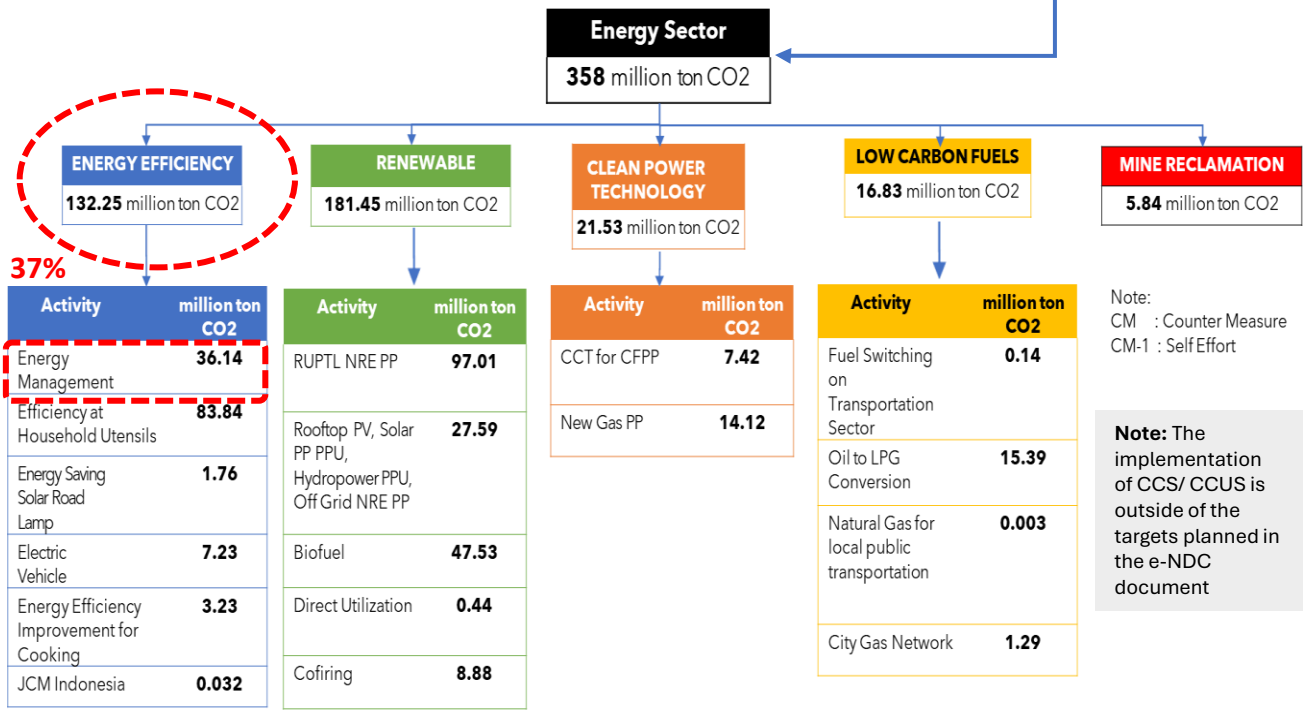 Energy Sector
358 million ton CO2
ENERGY EFFICIENCY
132.25 million ton CO2
RENEWABLE
181.45 million ton CO2
CLEAN POWER
TECHNOLOGY
21.53 million ton CO2
LOW CARBON FUELS
16.83 million ton CO2
MINE RECLAMATION
5.84 million ton CO2
37%
Activity million ton
CO2
Energy 36.14
Management
Efficiency at 83.84
Household Utensils
Energy Saving 1.76
Solar Road
Lamp
Electric 7.23
Vehicle
Energy Efficiency 3.23
Improvement for
Cooking
JCM Indonesia 0.032
Activity million ton
CO2
RUPTL NRE PP 97.01
Rooftop PV, Solar 27.59
PP PPU,
Hydropower PPU,
Off Grid NRE PP
Biofuel 47.53
Direct Utilization 0.44
Cofiring 8.88
Activity million ton
CO2
CCT for CFPP 7.42
New Gas PP 14.12
Activity million ton
CO2
Fuel Switching 0.14
on
Transportation
Sector
Oil to LPG 15.39
Conversion
Natural Gas for 0.003
local public
transportation
City Gas Network 1.29
Note:
CM : Counter Measure
CM-1 : Self Effort
Note: The
implementation
of CCS/ CCUS is
outside of the
targets planned in
the e-NDC
document